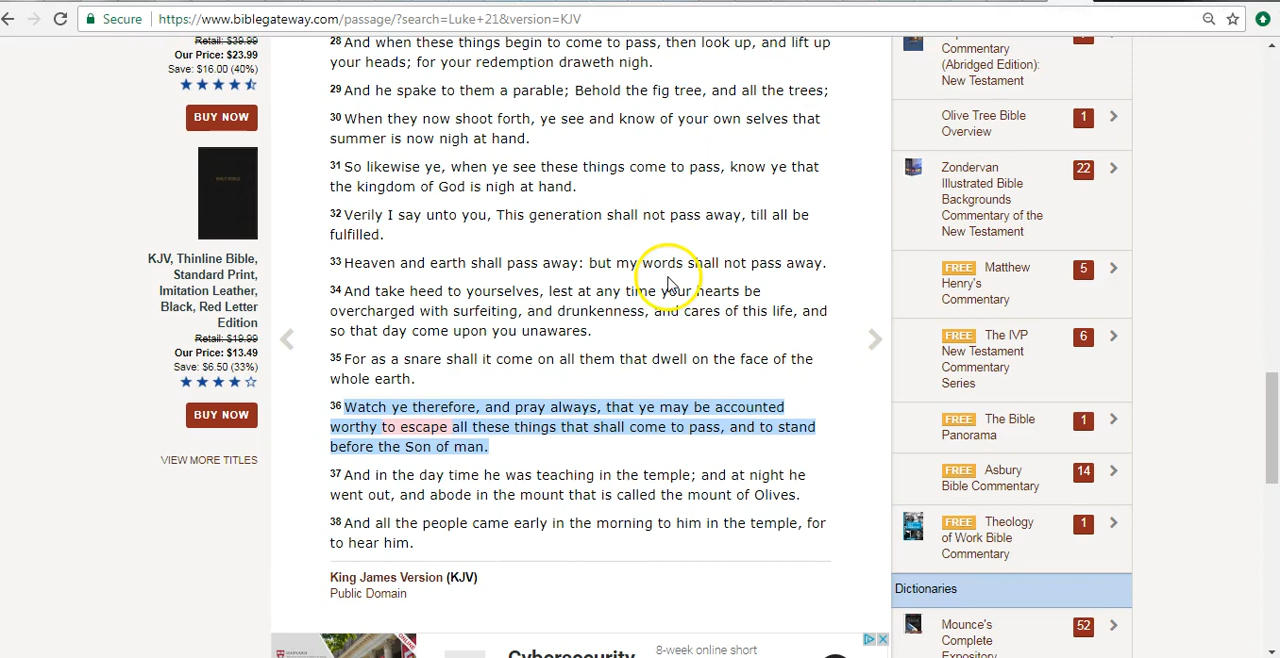 Secure
https://www.biblegateway.com/passage/?search=Luke+21&version=KJV
Retail: $39.99
Our Price: $23.99
Save: $16.00 (40%)
BUY NOW
HOLY BIBLE
KJV, Thinline Bible,
Standard Print,
Imitation Leather,
Black, Red Letter
Edition
Retail: $19.99
Our Price: $13.49
Save: $6.50 (33%)
BUY NOW
VIEW MORE TITLES
28 And when these things begin to come to pass, then look up, and lift up
your heads; for your redemption draweth nigh.
29 And he spake to them a parable; Behold the fig tree, and all the trees;
30 When they now shoot forth, ye see and know of your own selves that
summer is now nigh at hand.
31 So likewise ye, when ye see these things come to pass, know ye that
the kingdom of God is nigh at hand.
32 Verily I say unto you, This generation shall not pass away, till all be
fulfilled.
33 Heaven and earth shall pass away: but my words shall not pass away.
34 And take heed to yourselves, lest at any time your hearts be
overcharged with surfeiting, and drunkenness, and cares of this life, and
so that day come upon you unawares.
35 For as a snare shall it come on all them that dwell on the face of the
whole earth.
36 Watch ye therefore, and pray always, that ye may be accounted
worthy to escape all these things that shall come to pass, and to stand
before the Son of man.
37 And in the day time he was teaching in the temple; and at night he
went out, and abode in the mount that is called the mount of Olives.
38 And all the people came early in the morning to him in the temple, for
to hear him.
King James Version (KJV)
Public Domain
HARVARD
Cybersecurity
8-week online short
Commentary
(Abridged Edition):
New Testament
Olive Tree Bible
Overview
1
Zondervan
Illustrated Bible
Backgrounds
Commentary of the
New Testament
22
FREE Matthew
Henry's
Commentary
5
FREE The IVP
New Testament
Commentary
Series
6
FREE The Bible
Panorama
1
FREE Asbury
Bible Commentary
14
FREE Theology
of Work Bible
Commentary
1
Dictionaries
Mounce's
Complete
Expository
52